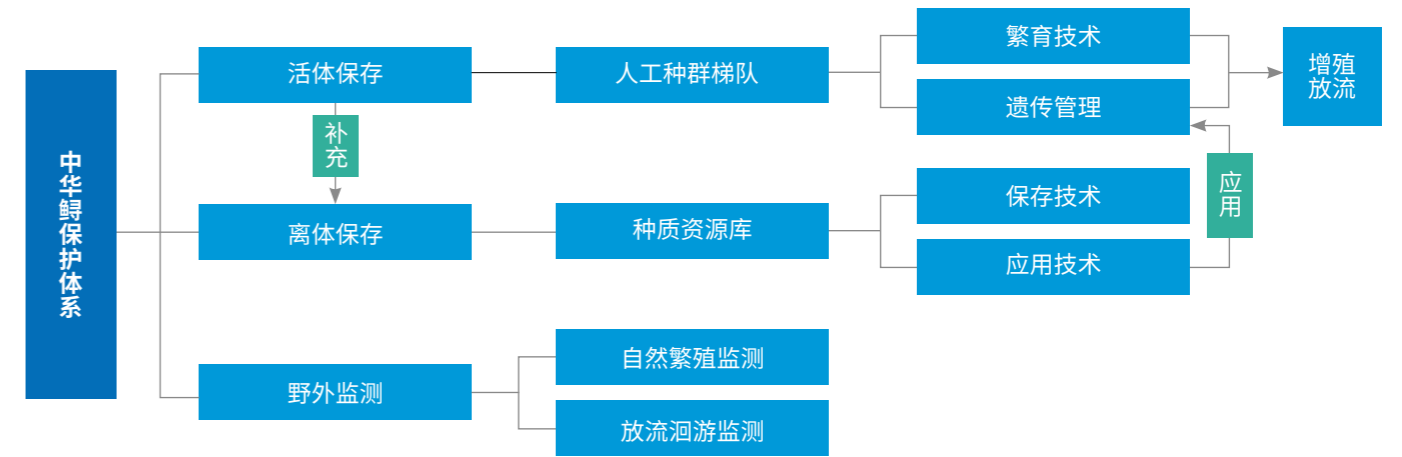 中华鲟保护体系
活体保存
补充
离体保存
野外监测
人工种群梯队
种质资源库
自然繁殖监测
放流洄游监测
繁育技术
遗传管理
保存技术
应用技术
应用
增殖
放流